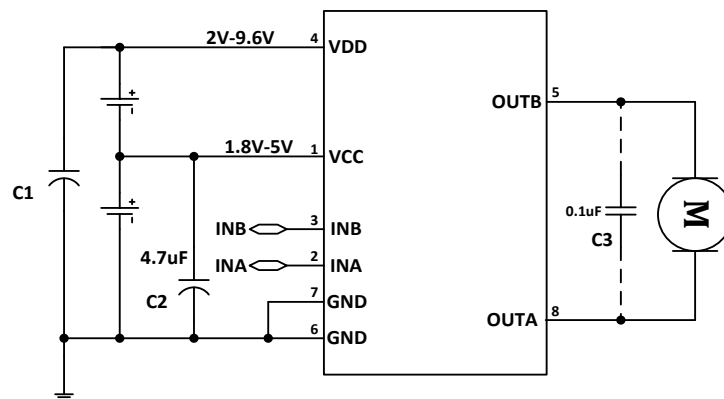 2V-9.6V 4 VDD
5
OUTB
1.8V-5V 1 VCC
C1
0.1uF M
C3
INB 3 INB
4.7uF
INA 2 INA
C2
7 GND
6 GND
8
OUTA